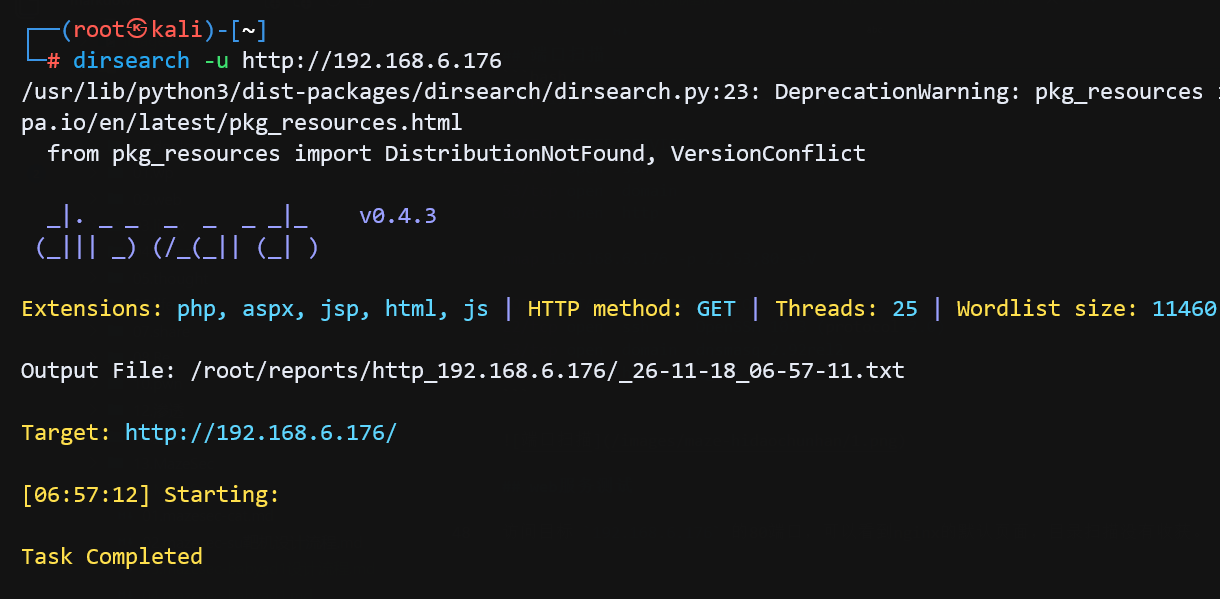 ┌──(root㉿kali)-[~]
└─# dirsearch -u http://192.168.6.176
/usr/lib/python3/dist-packages/dirsearch/dirsearch.py:23: DeprecationWarning: pkg_resources
pa.io/en/latest/pkg_resources.html
  from pkg_resources import DistributionNotFound, VersionConflict
  _|. _ _  _  _  _ _|_    v0.4.3
 (_||| _) (/_(_|| (_| )
Extensions: php, aspx, jsp, html, js | HTTP method: GET | Threads: 25 | Wordlist size: 11460
Output File: /root/reports/http_192.168.6.176/_26-11-18_06-57-11.txt
Target: http://192.168.6.176/
[06:57:12] Starting:
Task Completed